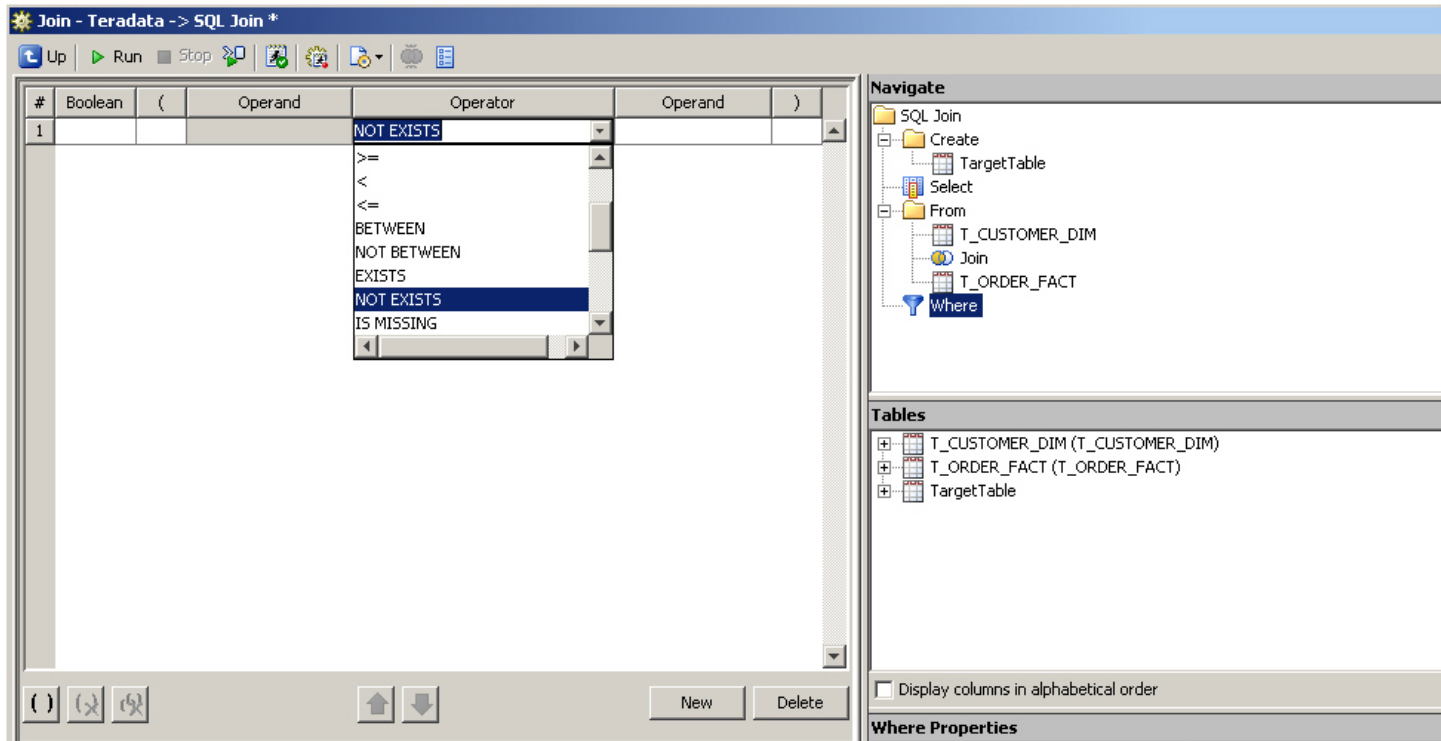 Join - Teradata -> SQL Join *
Up Run Stop
# Boolean ( Operand Operator Operand )
1 NOT EXISTS
>=
<
<=
BETWEEN
NOT BETWEEN
EXISTS
NOT EXISTS
IS MISSING
( ) (x) New Delete
Navigate
SQL Join
Create
TargetTable
Select
From
T_CUSTOMER_DIM
Join
T_ORDER_FACT
Where
Tables
T_CUSTOMER_DIM (T_CUSTOMER_DIM)
T_ORDER_FACT (T_ORDER_FACT)
TargetTable
Display columns in alphabetical order
Where Properties